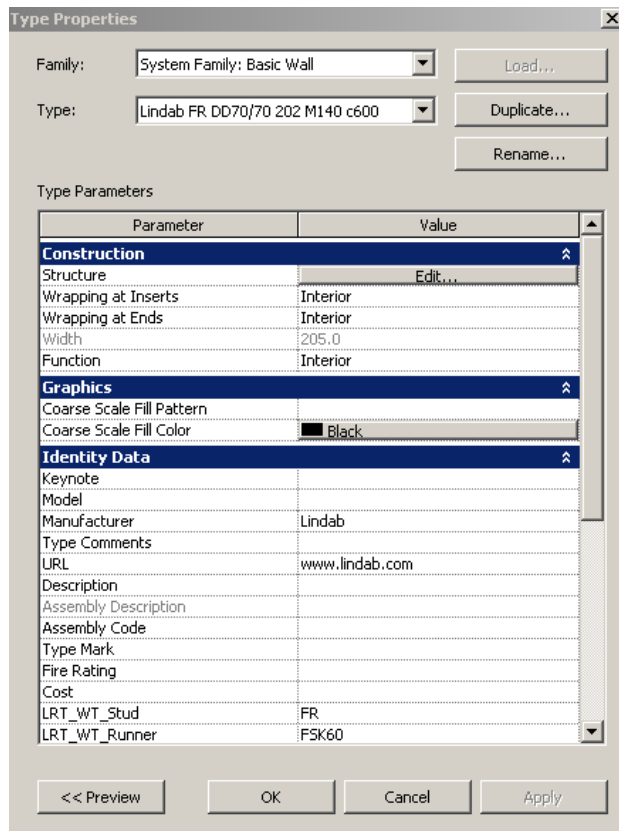 Type Properties
Family: System Family: Basic Wall Load...
Type: Lindab FR DD70/70 202 M140 c600 Duplicate...
Rename...
Type Parameters
Parameter Value
Construction
Structure Edit...
Wrapping at Inserts Interior
Wrapping at Ends Interior
Width 205.0
Function Interior
Graphics
Coarse Scale Fill Pattern
Coarse Scale Fill Color Black
Identity Data
Keynote
Model
Manufacturer Lindab
Type Comments
URL www.lindab.com
Description
Assembly Description
Assembly Code
Type Mark
Fire Rating
Cost
LRT_WT_Stud FR
LRT_WT_Runner FSK60
<< Preview OK Cancel Apply